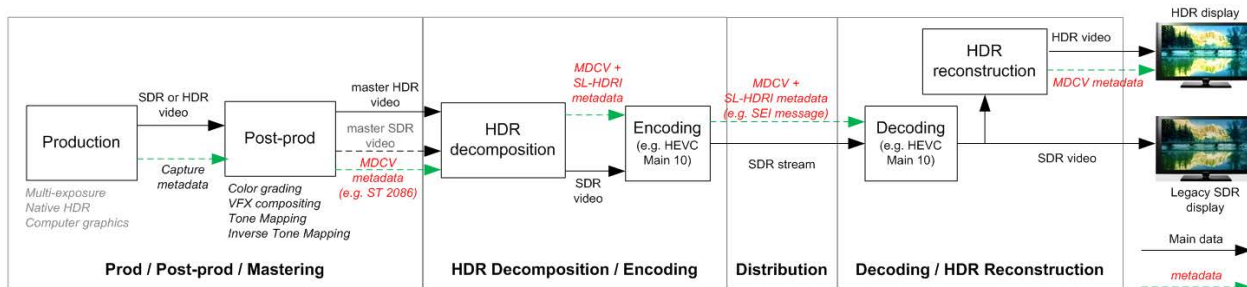 Production
Multi-exposure
Native HDR
Computer graphics
SDR or HDR
video
Capture
metadata
Post-prod
Color grading
VFX compositing
Tone Mapping
Inverse Tone Mapping
master HDR
video
master SDR
video
MDCV
metadata
(e.g. ST 2086)
Prod / Post-prod / Mastering
HDR
decomposition
MDCV +
SL-HDRI
metadata
SDR
video
Encoding
(e.g. HEVC
Main 10)
HDR Decomposition / Encoding
MDCV +
SL-HDRI metadata
(e.g. SEI message)
SDR stream
Distribution
Decoding
(e.g. HEVC
Main 10)
HDR
reconstruction
HDR video
MDCV metadata
SDR video
Decoding / HDR Reconstruction
HDR display
Legacy SDR
display
Main data
metadata